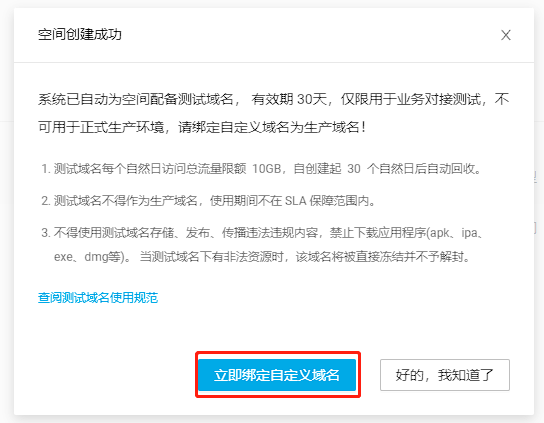 空间创建成功
X
系统已自动为空间配备测试域名， 有效期 30天，仅限用于业务对接测试，不
可用于正式生产环境，请绑定自定义域名为生产域名！
1. 测试域名每个自然日访问总流量限额 10GB，自创建起 30 个自然日后自动回收。
2. 测试域名不得作为生产域名，使用期间不在 SLA 保障范围内。
3. 不得使用测试域名存储、发布、传播违法违规内容，禁止下载应用程序(apk、ipa、
exe、dmg等)。 当测试域名下有非法资源时，该域名将被直接冻结并不予解封。
查阅测试域名使用规范
立即绑定自定义域名
好的，我知道了